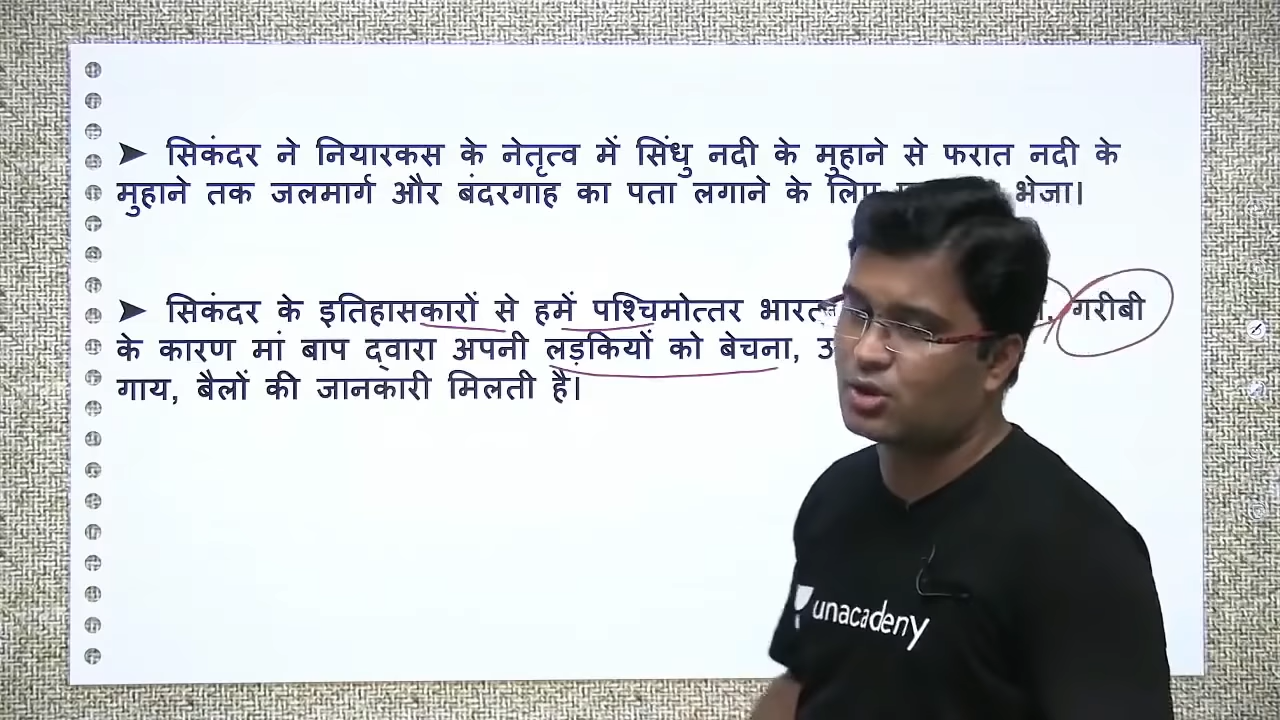 ➤ सिकंदर ने नियारकस के नेतृत्व में सिंधु नदी के मुहाने से फरात नदी के
मुहाने तक जलमार्ग और बंदरगाह का पता लगाने के लिए भेजा।
➤ सिकंदर के इतिहासकारों से हमें पश्चिमोत्तर भारत गरीबी
के कारण मां बाप द्वारा अपनी लड़कियों को बेचना,
गाय, बैलों की जानकारी मिलती है।
unacademy